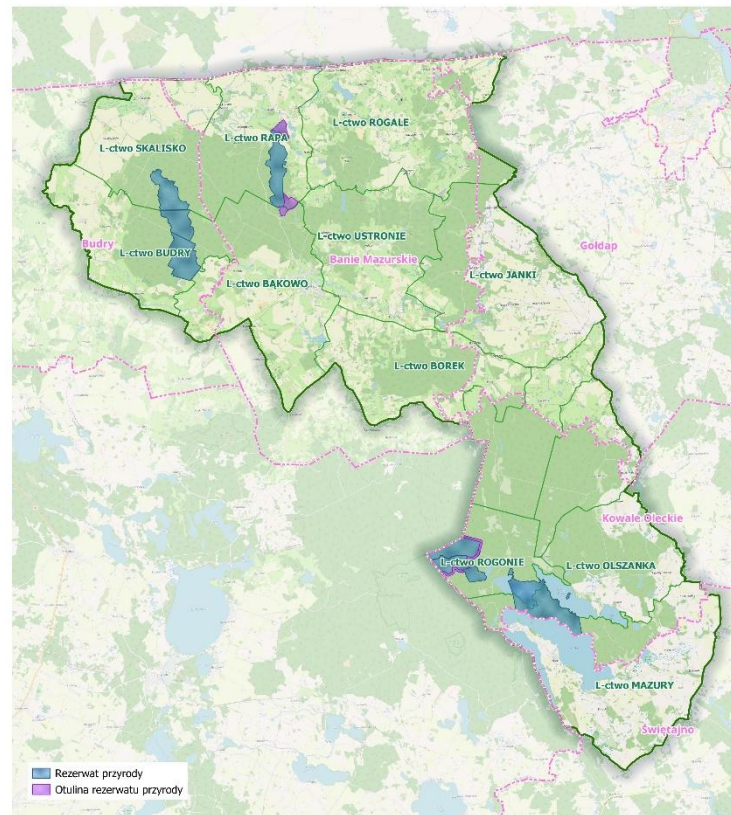 L-ctwo ROGALE
L-ctwo RAPA
L-ctwo SKALISKO
L-ctwo USTRONIE
Budry
L-ctwo BUDRY
Gołdap
Banie Mazurskie
L-ctwo JANKI
L-ctwo BĄKOWO
L-ctwo BOREK
Kowale Oleckie
L-ctwo ROGONIE
L-ctwo OLSZANKA
L-ctwo MAZURY
Świętajno
Rezerwat przyrody
Otulina rezerwatu przyrody